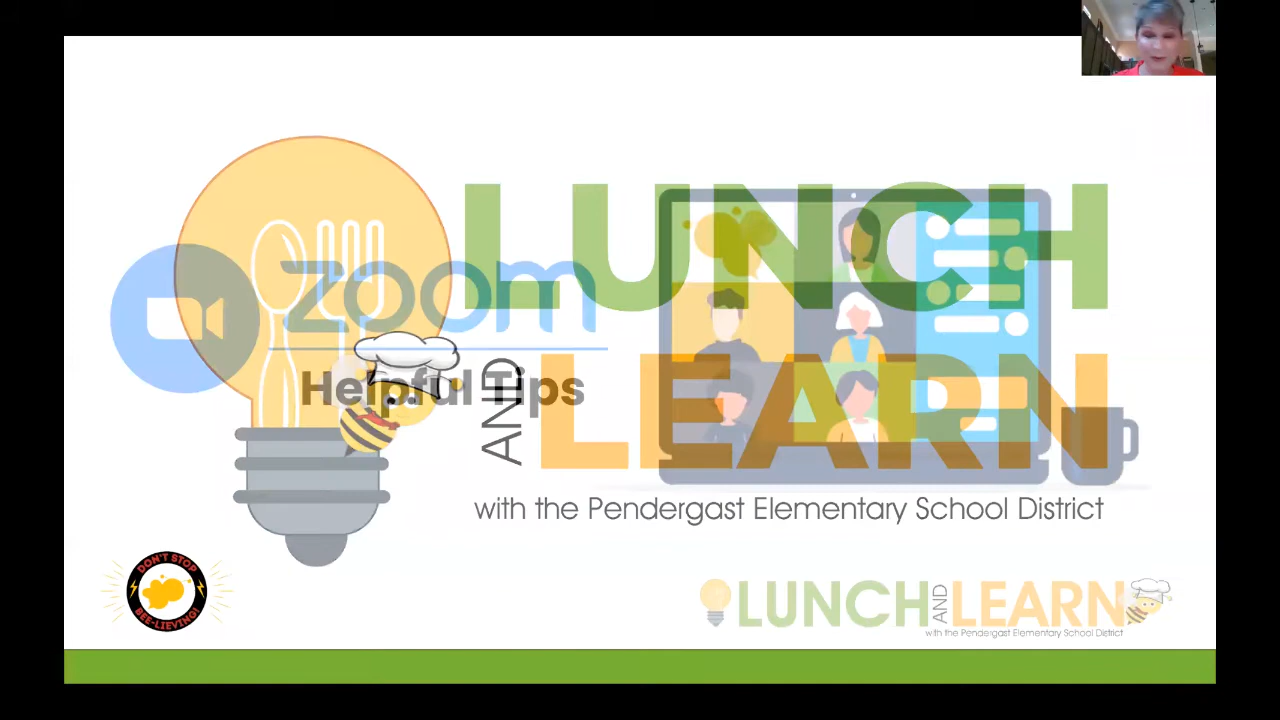 LUNCH
zoom
Helpful Tips
AND
LEARN
with the Pendergast Elementary School District
DON'T STOP
BEE-LIEVING!
LUNCH AND LEARN
with the Pendergast Elementary School District